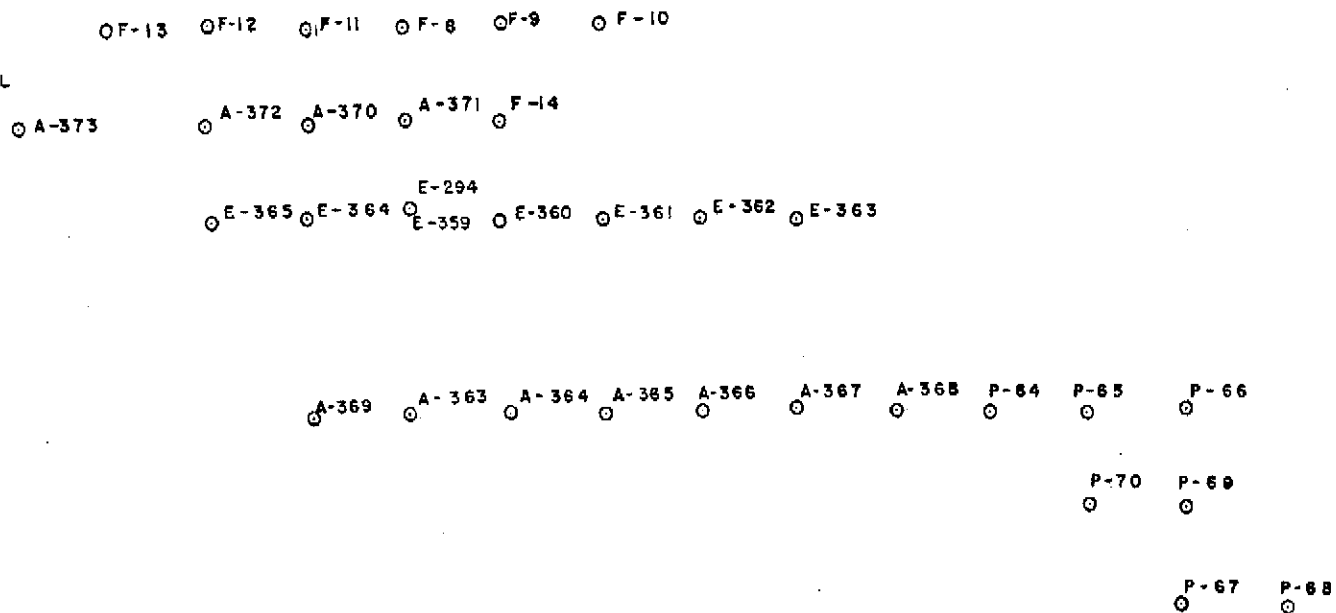 F-13 F-12 F-11 F-8 F-9 F-10
L
A-373 A-372 A-370 A-371 F-14
E-294
E-365 E-364 E-359 E-360 E-361 E-362 E-363
A-369 A-363 A-364 A-365 A-366 A-367 A-368 P-64 P-65 P-66
P-70 P-69
P-67 P-68